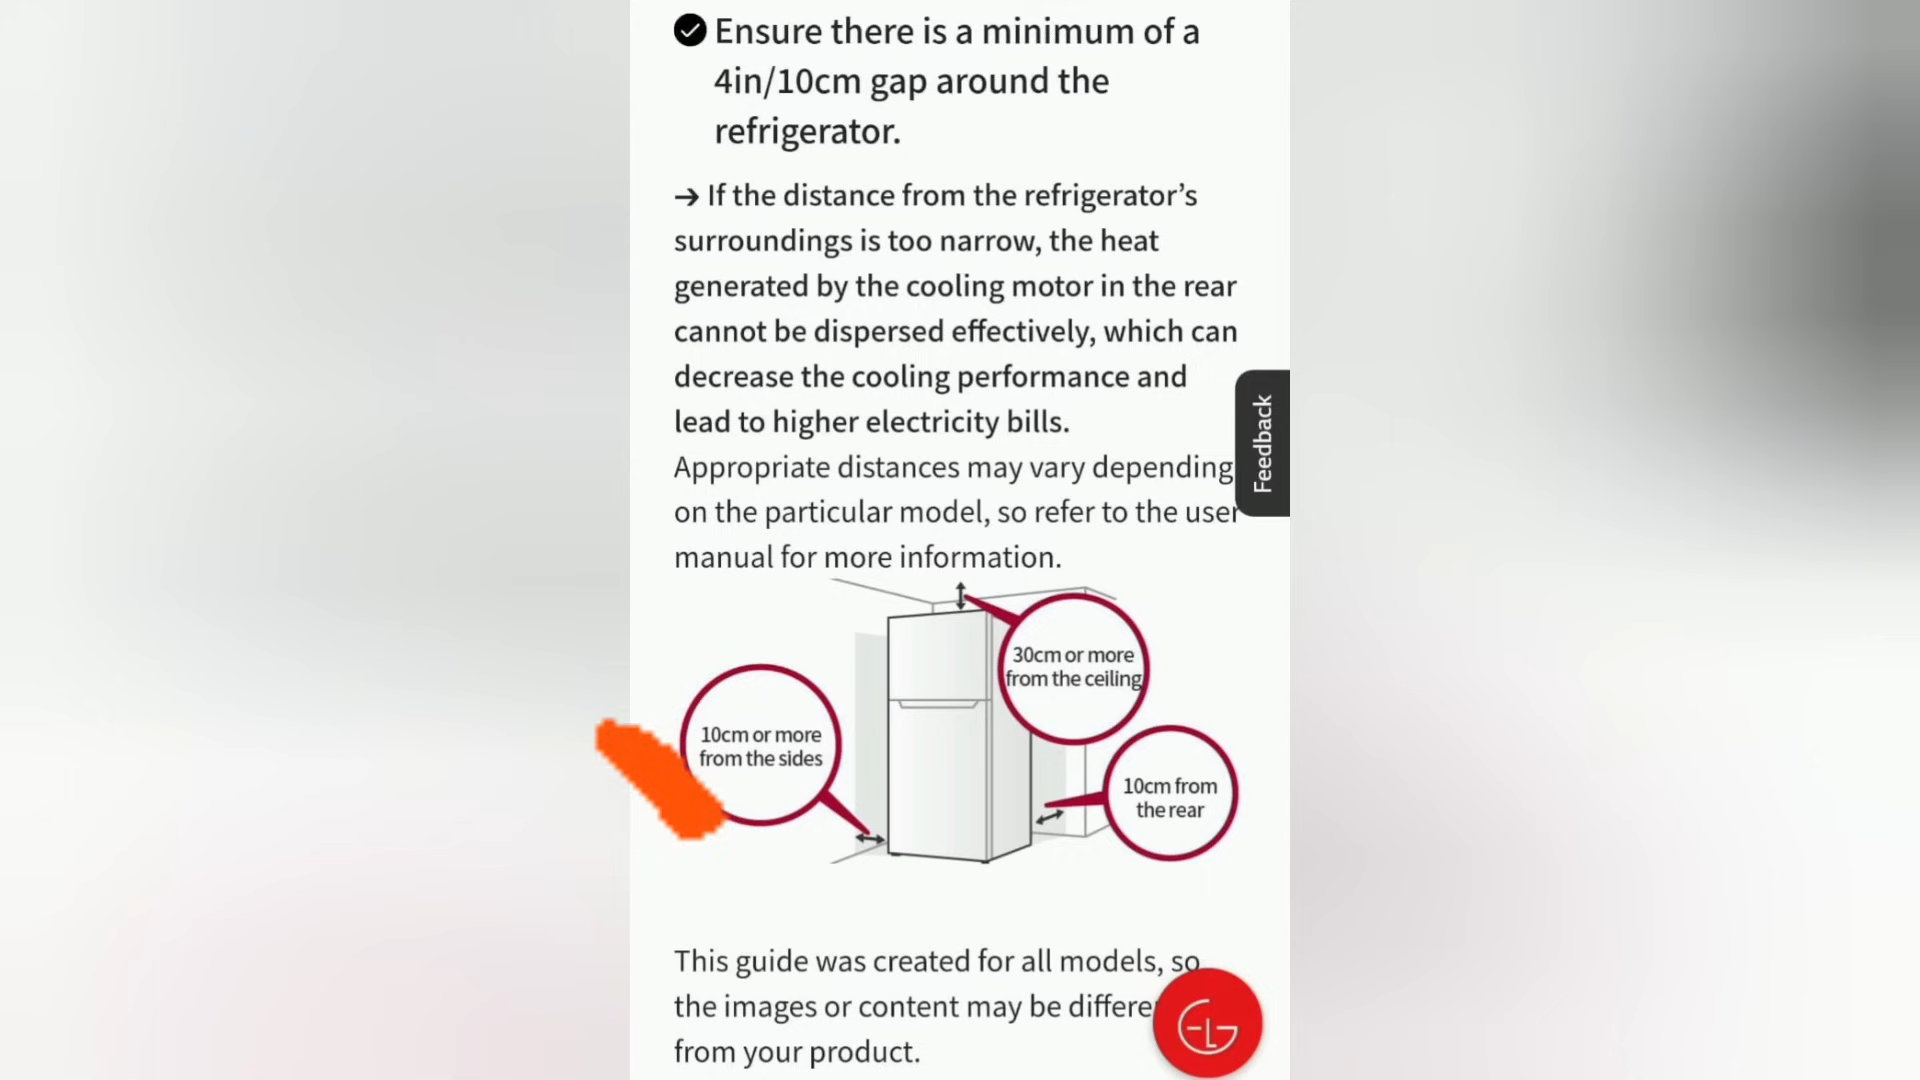 Ensure there is a minimum of a
4in/10cm gap around the
refrigerator.
→ If the distance from the refrigerator’s
surroundings is too narrow, the heat
generated by the cooling motor in the rear
cannot be dispersed effectively, which can
decrease the cooling performance and
lead to higher electricity bills.
Appropriate distances may vary depending
on the particular model, so refer to the user
manual for more information.
Feedback
30cm or more
from the ceiling
10cm or more
from the sides
10cm from
the rear
This guide was created for all models, so
the images or content may be differe
from your product.